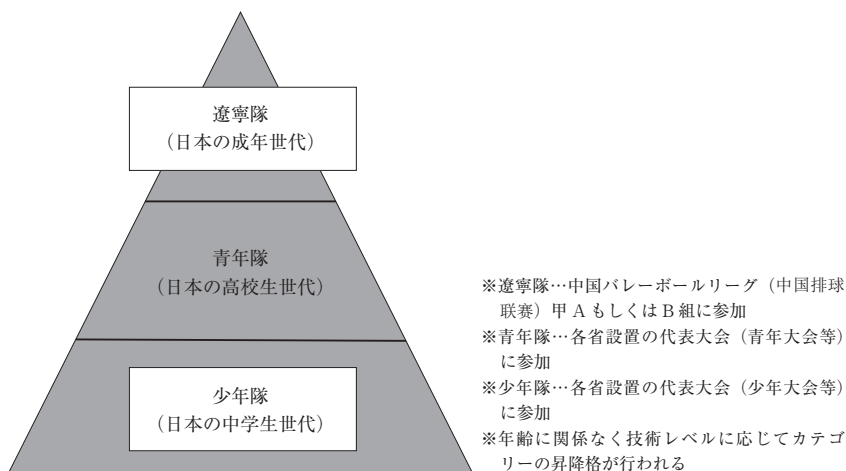 遼寧隊
（日本の成年世代）
青年隊
（日本の高校生世代）
少年隊
（日本の中学生世代）
※遼寧隊…中国バレーボールリーグ（中国排球
联赛）甲 A もしくは B 組に参加
※青年隊…各省設置の代表大会（青年大会等）
に参加
※少年隊…各省設置の代表大会（少年大会等）
に参加
※年齢に関係なく技術レベルに応じてカテゴ
リーの昇降格が行われる